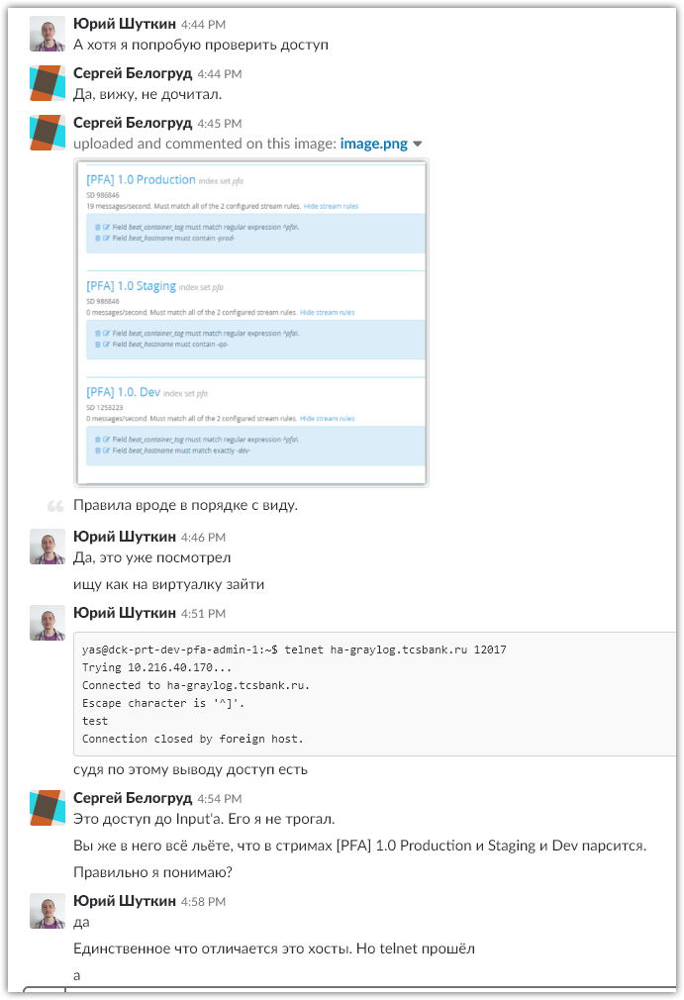 Юрий Шуткин 4:44 PM
А хотя я попробую проверить доступ
Сергей Белогруд 4:44 PM
Да, вижу, не дочитал.
Сергей Белогруд 4:45 PM
uploaded and commented on this image: image.png
[PFA] 1.0 Production index set pfa
SD 986846
19 messages/second. Must match all of the 2 configured stream rules. Hide stream rules
Field beat_container_tag must match regular expression ^pfa\.
Field beat_hostname must contain -prod-
[PFA] 1.0 Staging index set pfa
SD 986846
0 messages/second. Must match all of the 2 configured stream rules. Hide stream rules
Field beat_container_tag must match regular expression ^pfa\.
Field beat_hostname must contain -qa-
[PFA] 1.0. Dev index set pfa
SD 1253223
0 messages/second. Must match all of the 2 configured stream rules. Hide stream rules
Field beat_container_tag must match regular expression ^pfa\.
Field beat_hostname must match exactly -dev-
Правила вроде в порядке с виду.
Юрий Шуткин 4:46 PM
Да, это уже посмотрел
ищу как на виртуалку зайти
Юрий Шуткин 4:51 PM
yas@dck-prt-dev-pfa-admin-1:~$ telnet ha-graylog.tcsbank.ru 12017
Trying 10.216.40.170...
Connected to ha-graylog.tcsbank.ru.
Escape character is '^]'.
test
Connection closed by foreign host.
судя по этому выводу доступ есть
Сергей Белогруд 4:54 PM
Это доступ до Input'а. Его я не трогал.
Вы же в него всё льёте, что в стримах [PFA] 1.0 Production и Staging и Dev парсится.
Правильно я понимаю?
Юрий Шуткин 4:58 PM
да
Единственное что отличается это хосты. Но telnet прошёл
а